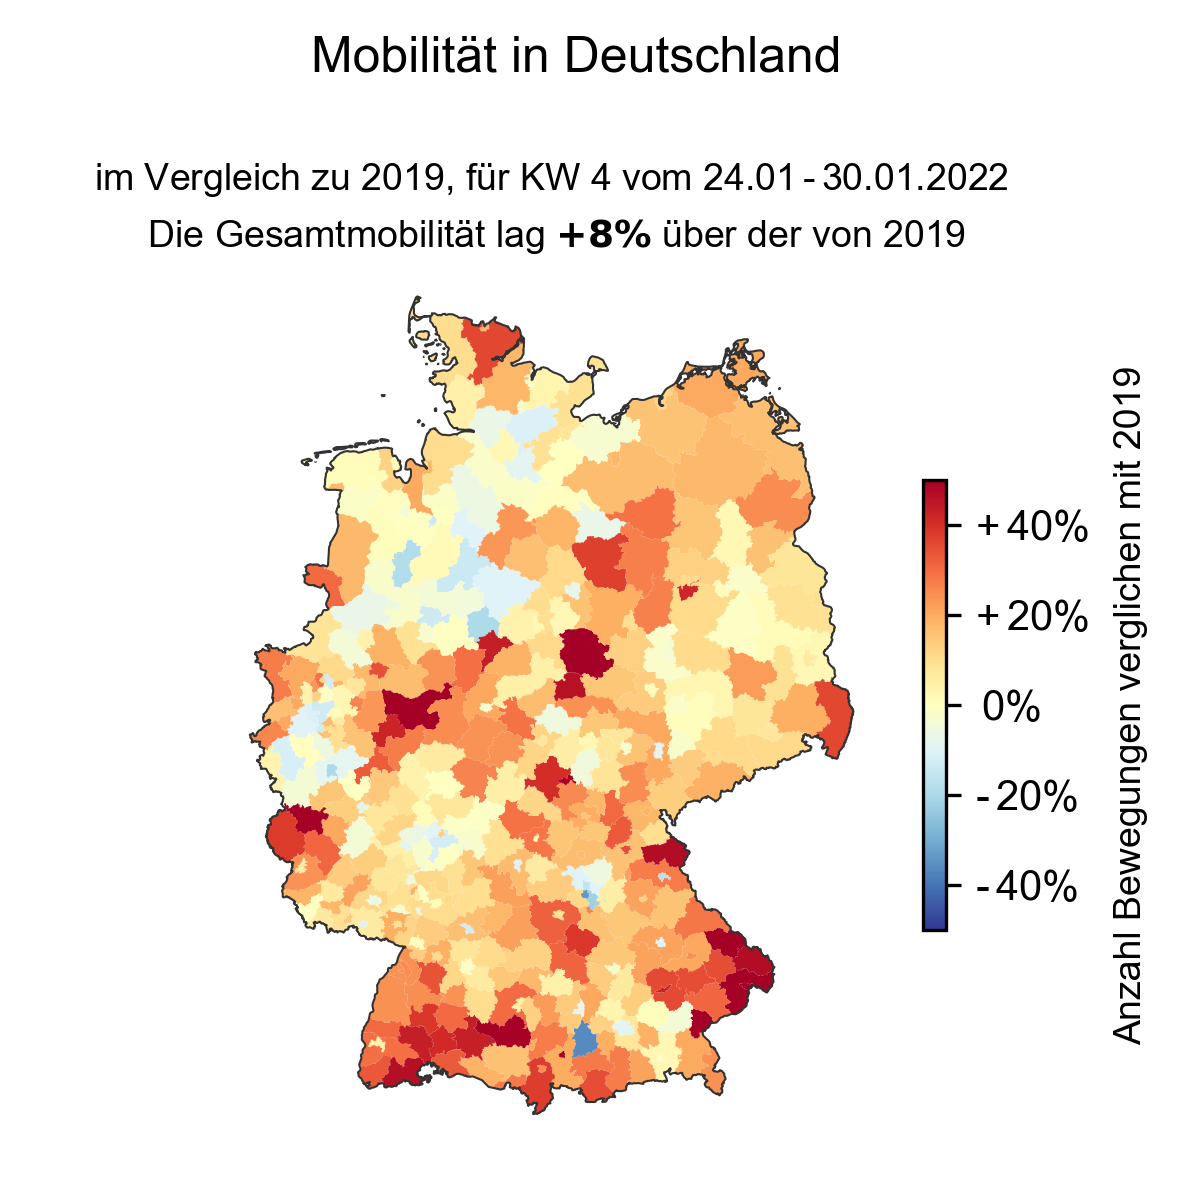 Mobilität in Deutschland
im Vergleich zu 2019, für KW 4 vom 24.01 - 30.01.2022
Die Gesamtmobilität lag +8% über der von 2019
+40%
+20%
0%
-20%
-40%
Anzahl Bewegungen verglichen mit 2019